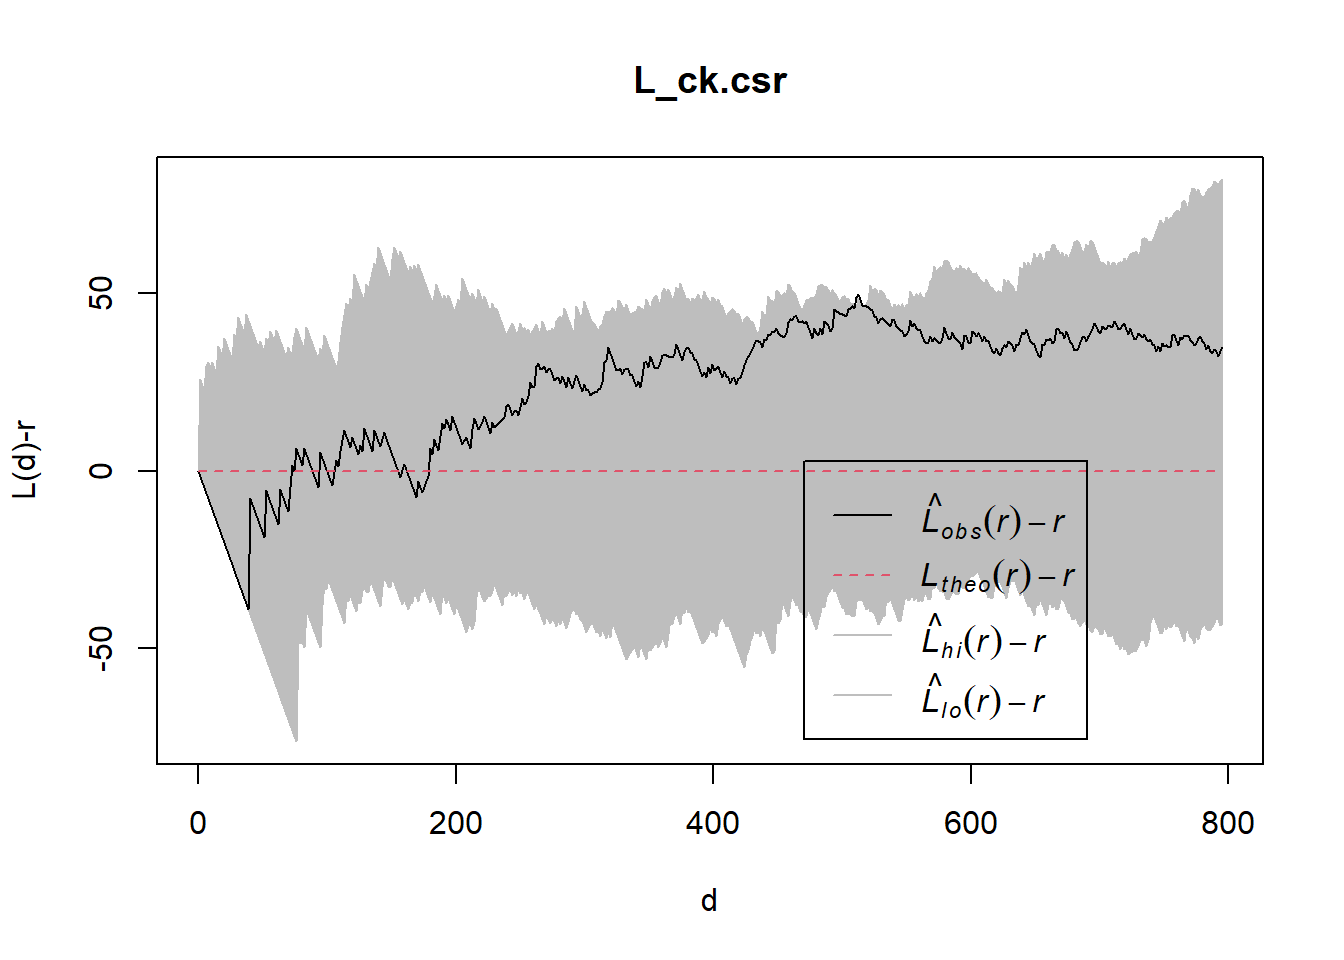 L_ck.csr
L(d)-r
50
0
-50
L̂obs(r) − r
Ltheo(r) − r
L̂hi(r) − r
L̂lo(r) − r
0 200 400 600 800
d